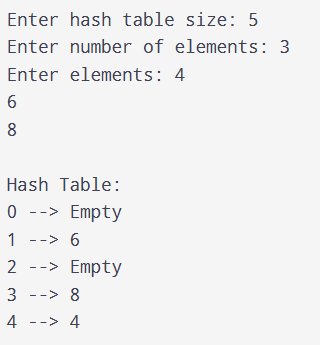 Enter hash table size: 5
Enter number of elements: 3
Enter elements: 4
6
8

Hash Table:
0 --> Empty
1 --> 6
2 --> Empty
3 --> 8
4 --> 4